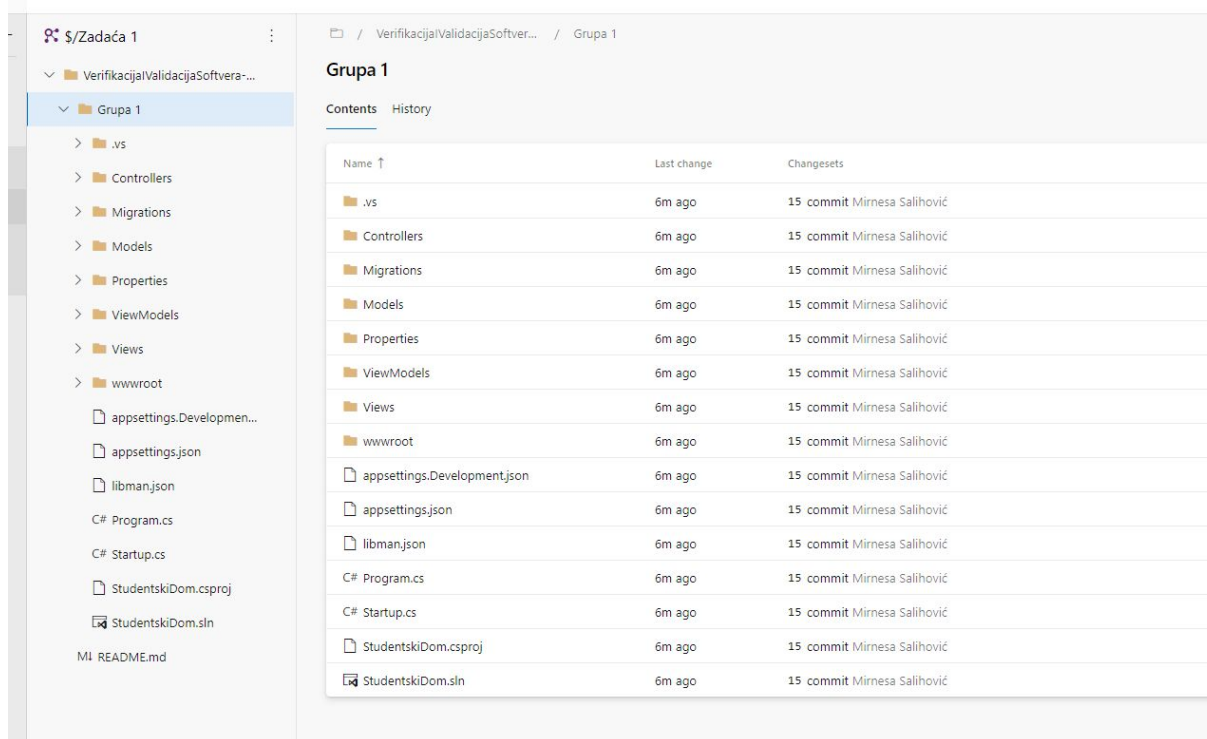 $/Zadaća 1
VerifikacijaIValidacijaSoftvera-...
Grupa 1
.vs
Controllers
Migrations
Models
Properties
ViewModels
Views
wwwroot
appsettings.Developmen...
appsettings.json
libman.json
C# Program.cs
C# Startup.cs
StudentskiDom.csproj
StudentskiDom.sln
M↓ README.md
/ VerifikacijaIValidacijaSoftver... / Grupa 1
Grupa 1
Contents History
Name ↑ Last change Changesets
.vs 6m ago 15 commit Mirnesa Salihović
Controllers 6m ago 15 commit Mirnesa Salihović
Migrations 6m ago 15 commit Mirnesa Salihović
Models 6m ago 15 commit Mirnesa Salihović
Properties 6m ago 15 commit Mirnesa Salihović
ViewModels 6m ago 15 commit Mirnesa Salihović
Views 6m ago 15 commit Mirnesa Salihović
wwwroot 6m ago 15 commit Mirnesa Salihović
appsettings.Development.json 6m ago 15 commit Mirnesa Salihović
appsettings.json 6m ago 15 commit Mirnesa Salihović
libman.json 6m ago 15 commit Mirnesa Salihović
C# Program.cs 6m ago 15 commit Mirnesa Salihović
C# Startup.cs 6m ago 15 commit Mirnesa Salihović
StudentskiDom.csproj 6m ago 15 commit Mirnesa Salihović
StudentskiDom.sln 6m ago 15 commit Mirnesa Salihović